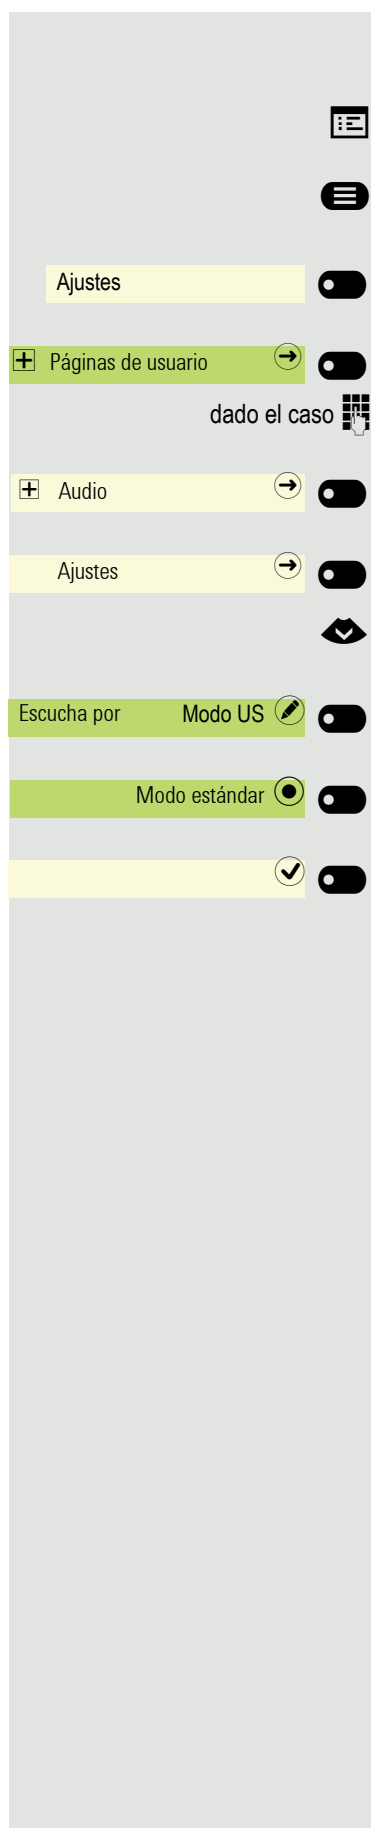 Ajustes
Páginas de usuario
dado el caso
Audio
Ajustes
Escucha por Modo US
Modo estándar